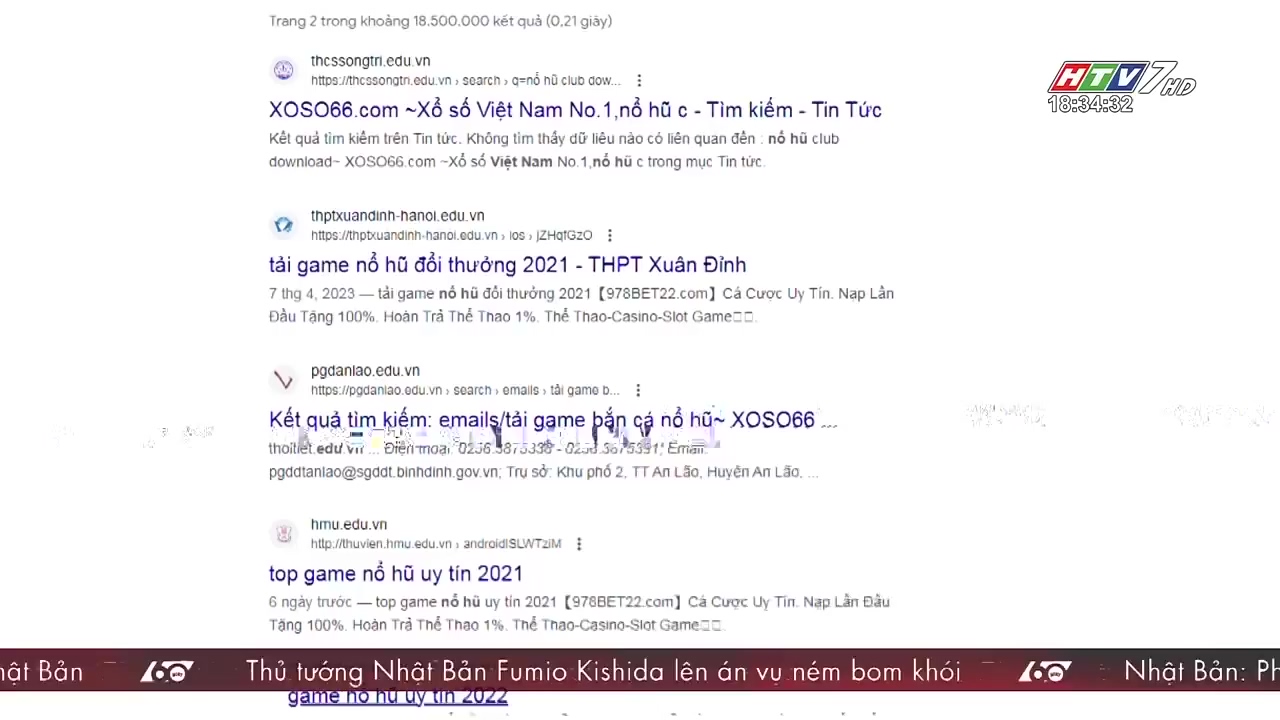 Trang 2 trong khoảng 18.500.000 kết quả (0,21 giây)
thcssongtri.edu.vn
https://thcssongtri.edu.vn › search › q=nổ hũ club dow...
HTV7 HD
18:34:32
XOSO66.com ~Xổ số Việt Nam No.1,nổ hũ c - Tìm kiếm - Tin Tức
Kết quả tìm kiếm trên Tin tức. Không tìm thấy dữ liệu nào có liên quan đến : nổ hũ club
download~ XOSO66.com ~Xổ số Việt Nam No.1,nổ hũ c trong mục Tin tức.
thptxuandinh-hanoi.edu.vn
https://thptxuandinh-hanoi.edu.vn › ios › jZHqfGzO
tải game nổ hũ đổi thưởng 2021 - THPT Xuân Đỉnh
7 thg 4, 2023 — tải game nổ hũ đổi thưởng 2021【978BET22.com】Cá Cược Uy Tín. Nạp Lần
Đầu Tặng 100%. Hoàn Trả Thể Thao 1%. Thể Thao-Casino-Slot Game
pgdanlao.edu.vn
https://pgdanlao.edu.vn › search › emails › tải game b...
Kết quả tìm kiếm: emails/tải game bắn cá nổ hũ~ XOSO66 ...
thoitiet.edu.vn ... Điện thoại: 0256.3875338 - 0256.3875391; Email:
pgddtanlao@sgddt.binhdinh.gov.vn; Trụ sở: Khu phố 2, TT An Lão, Huyện An Lão, ...
hmu.edu.vn
http://thuvien.hmu.edu.vn › androidISLWTziM
top game nổ hũ uy tín 2021
6 ngày trước — top game nổ hũ uy tín 2021【978BET22.com】Cá Cược Uy Tín. Nạp Lần Đầu
Tặng 100%. Hoàn Trả Thể Thao 1%. Thể Thao-Casino-Slot Game
Bản 60 giây Thủ tướng Nhật Bản Fumio Kishida lên án vụ ném bom khói 60 giây Nhật Bản:
game nổ hũ uy tín 2022